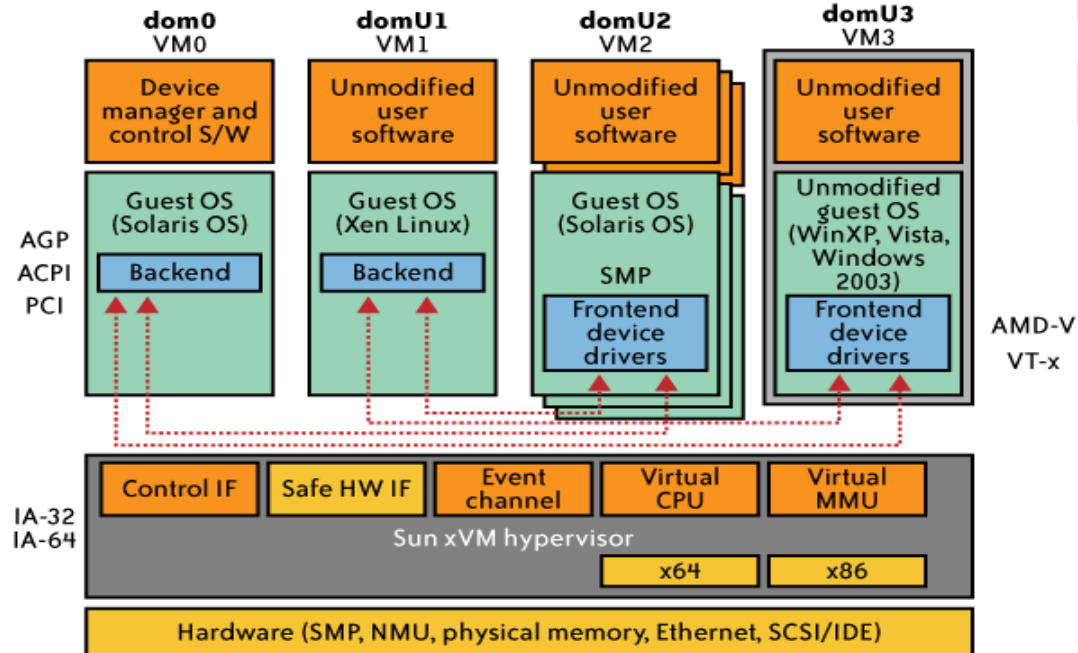 dom0
VM0
domU1
VM1
domU2
VM2
domU3
VM3
Device
manager and
control S/W
Unmodified
user
software
Unmodified
user
software
Unmodified
user
software
AGP
ACPI
PCI
Guest OS
(Solaris OS)
Backend
Guest OS
(Xen Linux)
Backend
Guest OS
(Solaris OS)
SMP
Frontend
device
drivers
Unmodified
guest OS
(WinXP, Vista,
Windows
2003)
Frontend
device
drivers
AMD-V
VT-x
IA-32
IA-64
Control IF
Safe HW IF
Event
channel
Virtual
CPU
Virtual
MMU
Sun xVM hypervisor
x64
x86
Hardware (SMP, NMU, physical memory, Ethernet, SCSI/IDE)